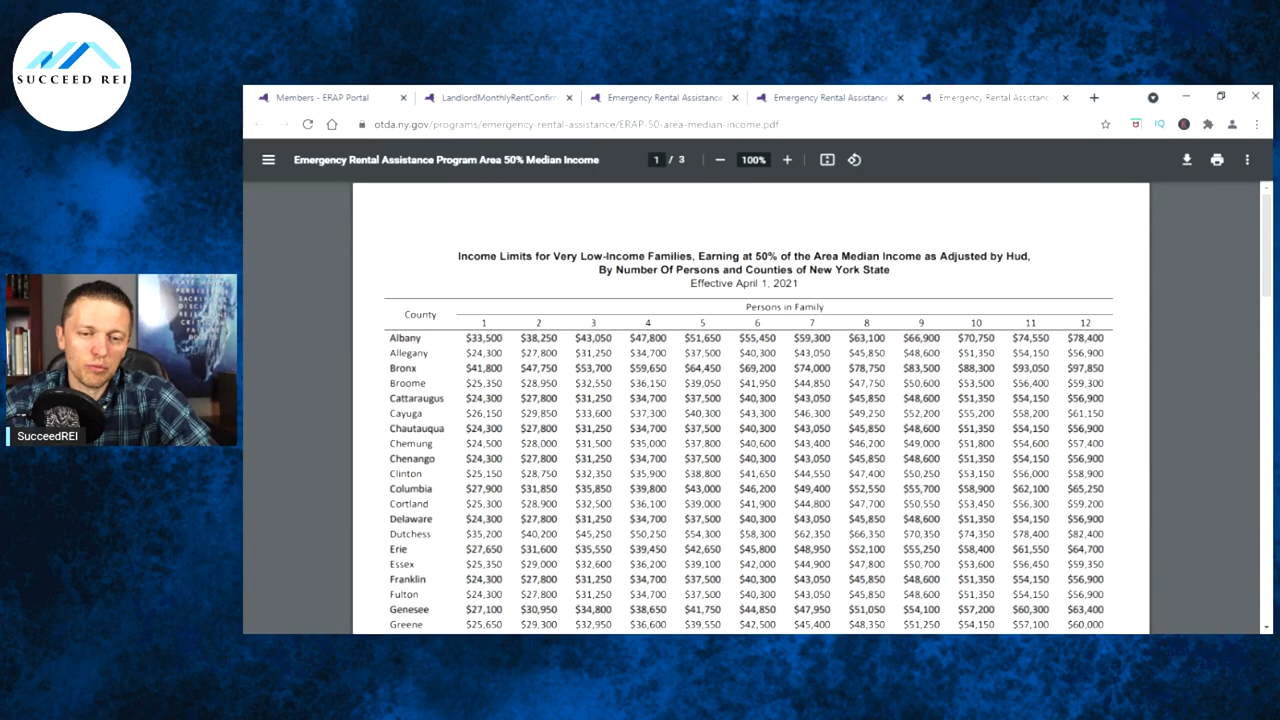 SUCCEED REI
Members - ERAP Portal
LandlordMonthlyRentConfirm
Emergency Rental Assistance
Emergency Rental Assistance
Emergency Rental Assistance
otda.ny.gov/programs/emergency-rental-assistance/ERAP-50-area-median-income.pdf
IQ
Emergency Rental Assistance Program Area 50% Median Income
1 / 3
100%
Income Limits for Very Low-Income Families, Earning at 50% of the Area Median Income as Adjusted by Hud,
By Number Of Persons and Counties of New York State
Effective April 1, 2021
Persons in Family
County 1 2 3 4 5 6 7 8 9 10 11 12
Albany $33,500 $38,250 $43,050 $47,800 $51,650 $55,450 $59,300 $63,100 $66,900 $70,750 $74,550 $78,400
Allegany $24,300 $27,800 $31,250 $34,700 $37,500 $40,300 $43,050 $45,850 $48,600 $51,350 $54,150 $56,900
Bronx $41,800 $47,750 $53,700 $59,650 $64,450 $69,200 $74,000 $78,750 $83,500 $88,300 $93,050 $97,850
Broome $25,350 $28,950 $32,550 $36,150 $39,050 $41,950 $44,850 $47,750 $50,600 $53,500 $56,400 $59,300
Cattaraugus $24,300 $27,800 $31,250 $34,700 $37,500 $40,300 $43,050 $45,850 $48,600 $51,350 $54,150 $56,900
Cayuga $26,150 $29,850 $33,600 $37,300 $40,300 $43,300 $46,300 $49,250 $52,200 $55,200 $58,200 $61,150
Chautauqua $24,300 $27,800 $31,250 $34,700 $37,500 $40,300 $43,050 $45,850 $48,600 $51,350 $54,150 $56,900
Chemung $24,500 $28,000 $31,500 $35,000 $37,800 $40,600 $43,400 $46,200 $49,000 $51,800 $54,600 $57,400
Chenango $24,300 $27,800 $31,250 $34,700 $37,500 $40,300 $43,050 $45,850 $48,600 $51,350 $54,150 $56,900
Clinton $25,150 $28,750 $32,350 $35,900 $38,800 $41,650 $44,550 $47,400 $50,250 $53,150 $56,000 $58,900
Columbia $27,900 $31,850 $35,850 $39,800 $43,000 $46,200 $49,400 $52,550 $55,700 $58,900 $62,100 $65,250
Cortland $25,300 $28,900 $32,500 $36,100 $39,000 $41,900 $44,800 $47,700 $50,550 $53,450 $56,300 $59,200
Delaware $24,300 $27,800 $31,250 $34,700 $37,500 $40,300 $43,050 $45,850 $48,600 $51,350 $54,150 $56,900
Dutchess $35,200 $40,200 $45,250 $50,250 $54,300 $58,300 $62,350 $66,350 $70,350 $74,350 $78,400 $82,400
Erie $27,650 $31,600 $35,550 $39,450 $42,650 $45,800 $48,950 $52,100 $55,250 $58,400 $61,550 $64,700
Essex $25,350 $29,000 $32,600 $36,200 $39,100 $42,000 $44,900 $47,800 $50,700 $53,600 $56,450 $59,350
Franklin $24,300 $27,800 $31,250 $34,700 $37,500 $40,300 $43,050 $45,850 $48,600 $51,350 $54,150 $56,900
Fulton $24,300 $27,800 $31,250 $34,700 $37,500 $40,300 $43,050 $45,850 $48,600 $51,350 $54,150 $56,900
Genesee $27,100 $30,950 $34,800 $38,650 $41,750 $44,850 $47,950 $51,050 $54,100 $57,200 $60,300 $63,400
Greene $25,650 $29,300 $32,950 $36,600 $39,550 $42,500 $45,400 $48,350 $51,250 $54,150 $57,100 $60,000
SucceedREI